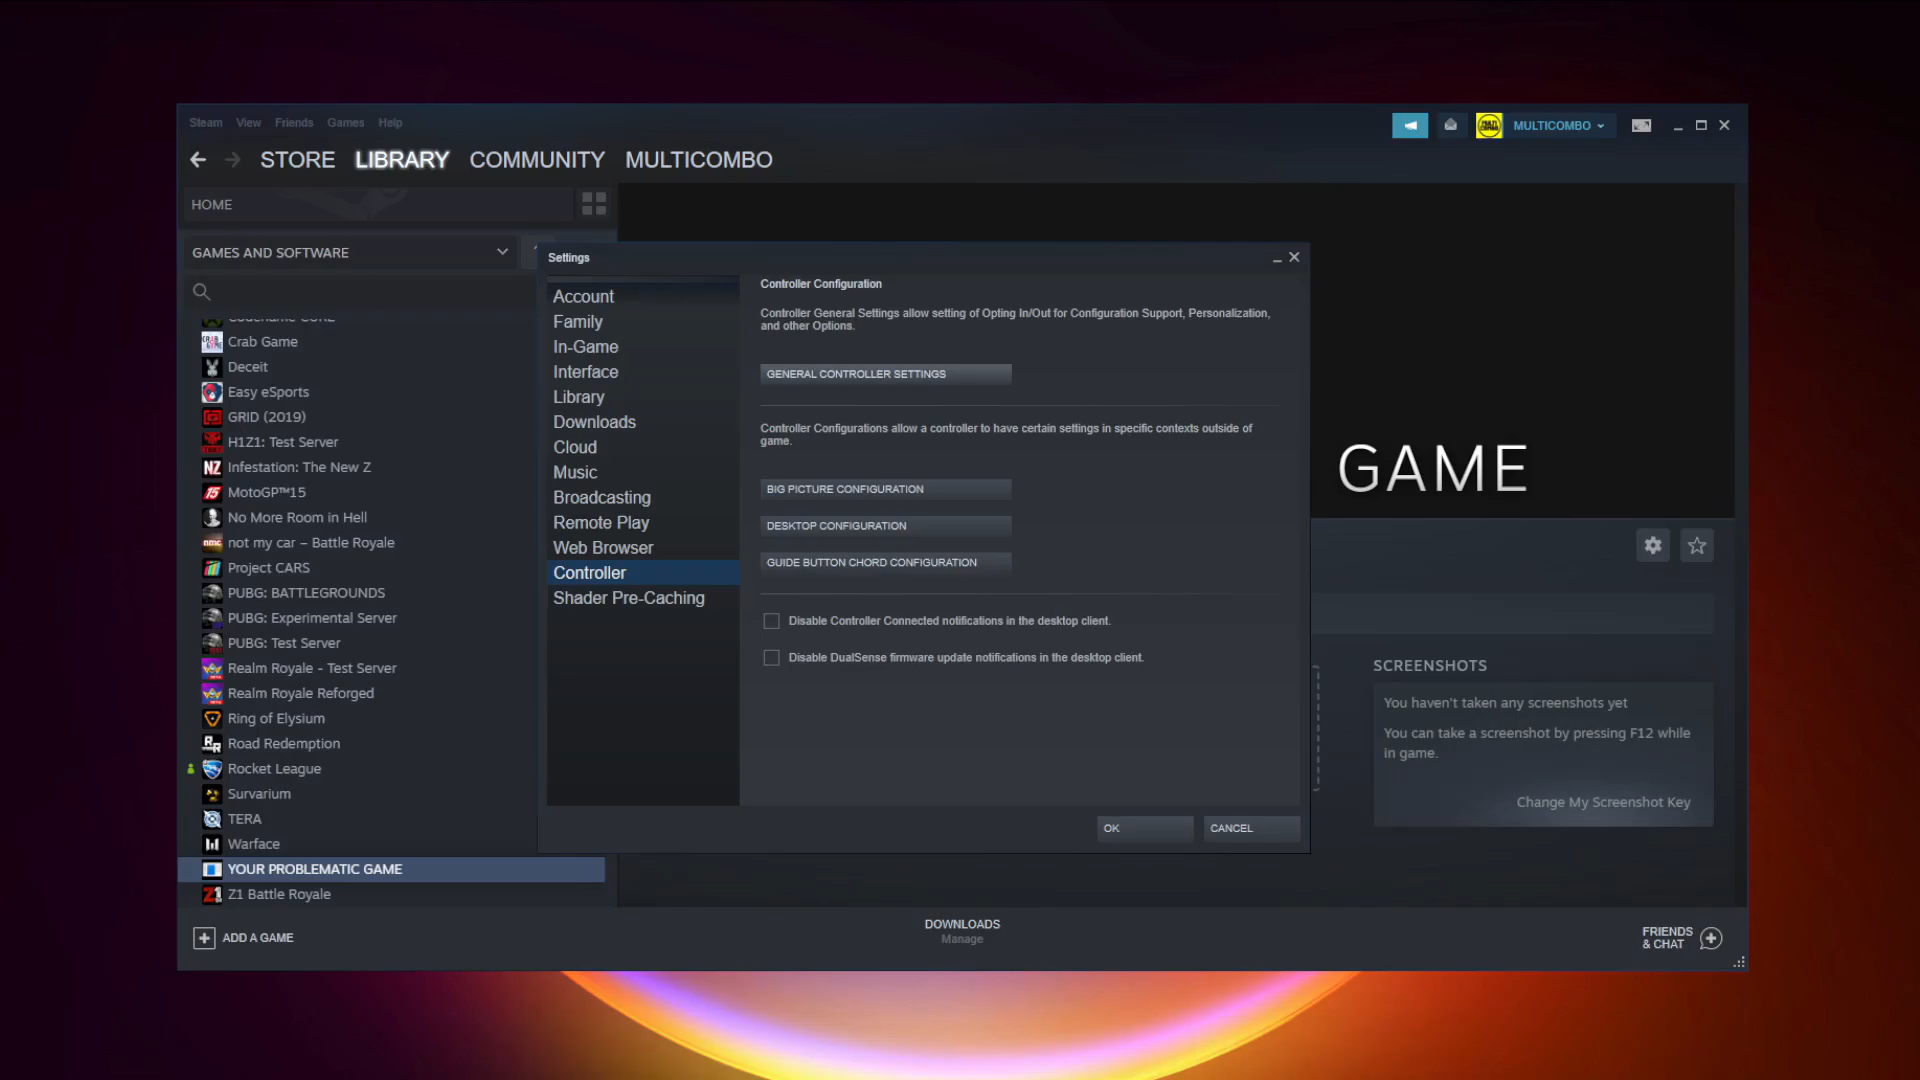 Steam View Friends Games Help
MULTICOMBO
STORE LIBRARY COMMUNITY MULTICOMBO
HOME
GAMES AND SOFTWARE
Crab Game
Deceit
Easy eSports
GRID (2019)
H1Z1: Test Server
Infestation: The New Z
MotoGP™15
No More Room in Hell
not my car – Battle Royale
Project CARS
PUBG: BATTLEGROUNDS
PUBG: Experimental Server
PUBG: Test Server
Realm Royale - Test Server
Realm Royale Reforged
Ring of Elysium
Road Redemption
Rocket League
Survarium
TERA
Warface
YOUR PROBLEMATIC GAME
Z1 Battle Royale
Settings
Account
Family
In-Game
Interface
Library
Downloads
Cloud
Music
Broadcasting
Remote Play
Web Browser
Controller
Shader Pre-Caching
Controller Configuration
Controller General Settings allow setting of Opting In/Out for Configuration Support, Personalization,
and other Options.
GENERAL CONTROLLER SETTINGS
Controller Configurations allow a controller to have certain settings in specific contexts outside of
game.
BIG PICTURE CONFIGURATION
DESKTOP CONFIGURATION
GUIDE BUTTON CHORD CONFIGURATION
Disable Controller Connected notifications in the desktop client.
Disable DualSense firmware update notifications in the desktop client.
OK CANCEL
GAME
SCREENSHOTS
You haven't taken any screenshots yet
You can take a screenshot by pressing F12 while
in game.
Change My Screenshot Key
ADD A GAME
DOWNLOADS
Manage
FRIENDS
& CHAT